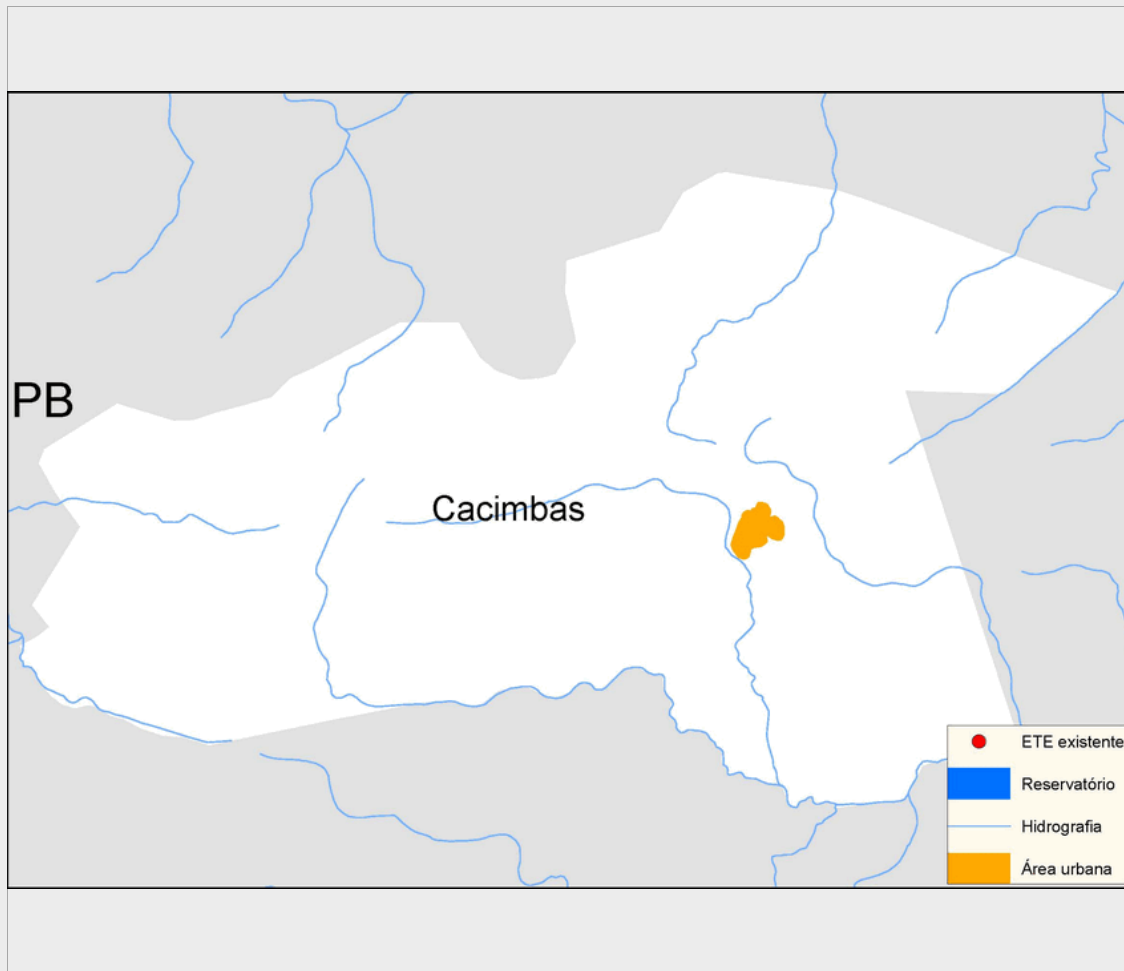 PB
Cacimbas
ETE existente
Reservatório
Hidrografia
Área urbana